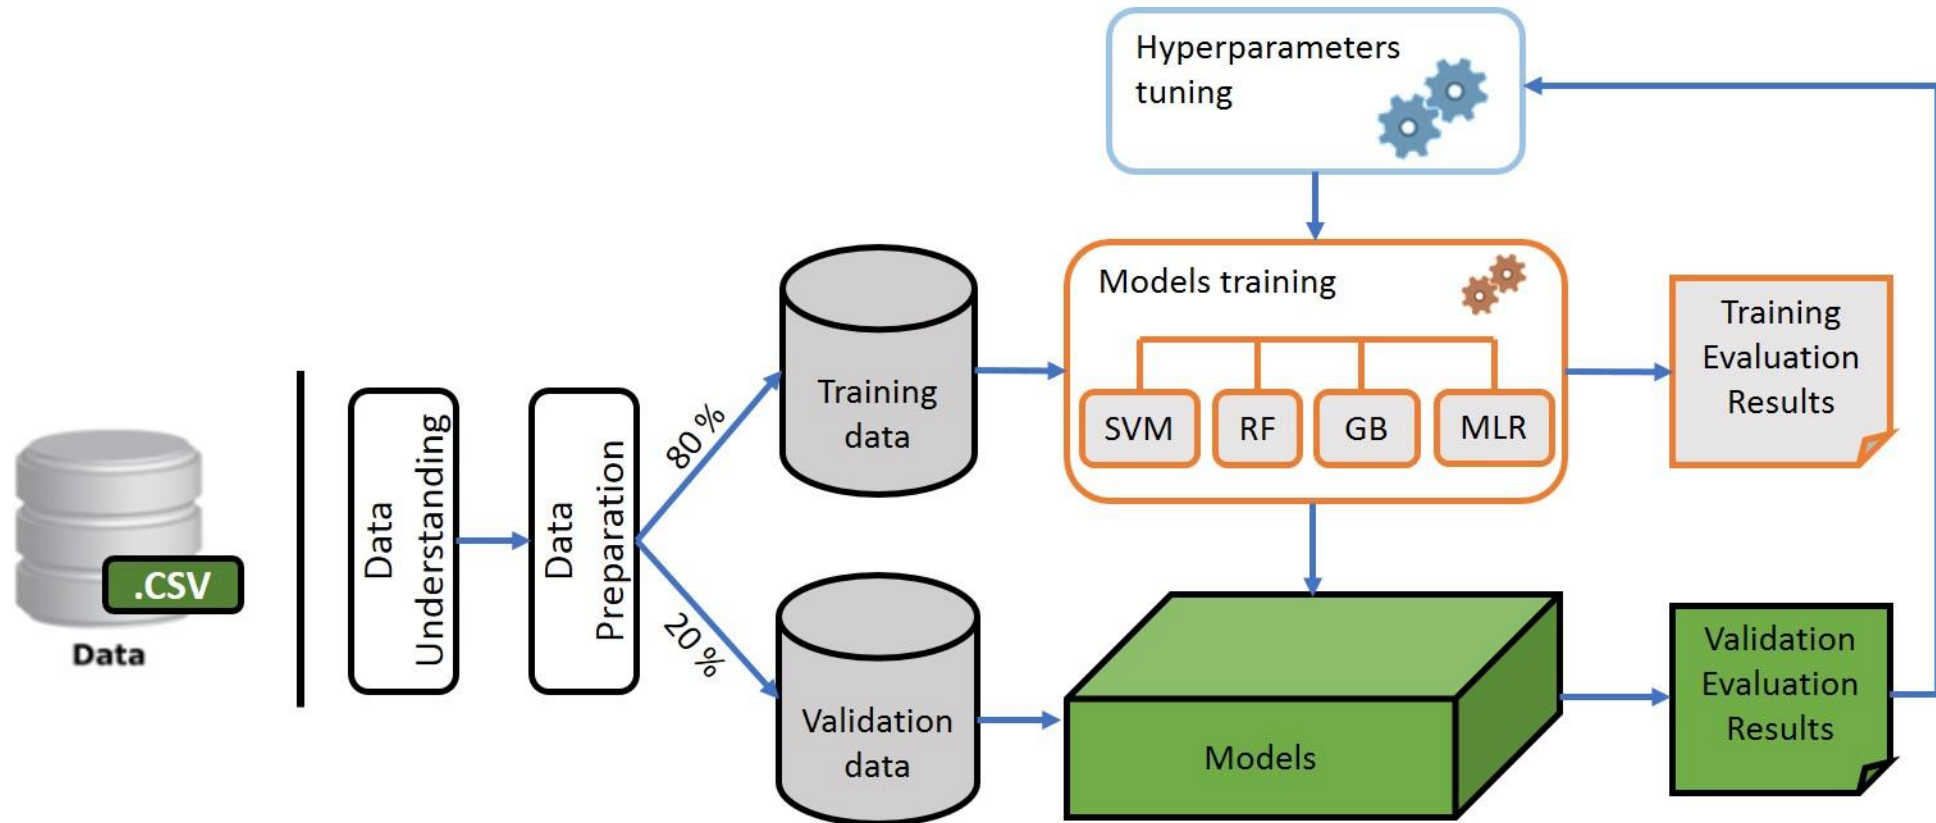 Hyperparameters
tuning
Models training
SVM
RF
GB
MLR
Training
Evaluation
Results
Training
data
80 %
20 %
Data
Understanding
Data
Preparation
.CSV
Data
Validation
data
Models
Validation
Evaluation
Results